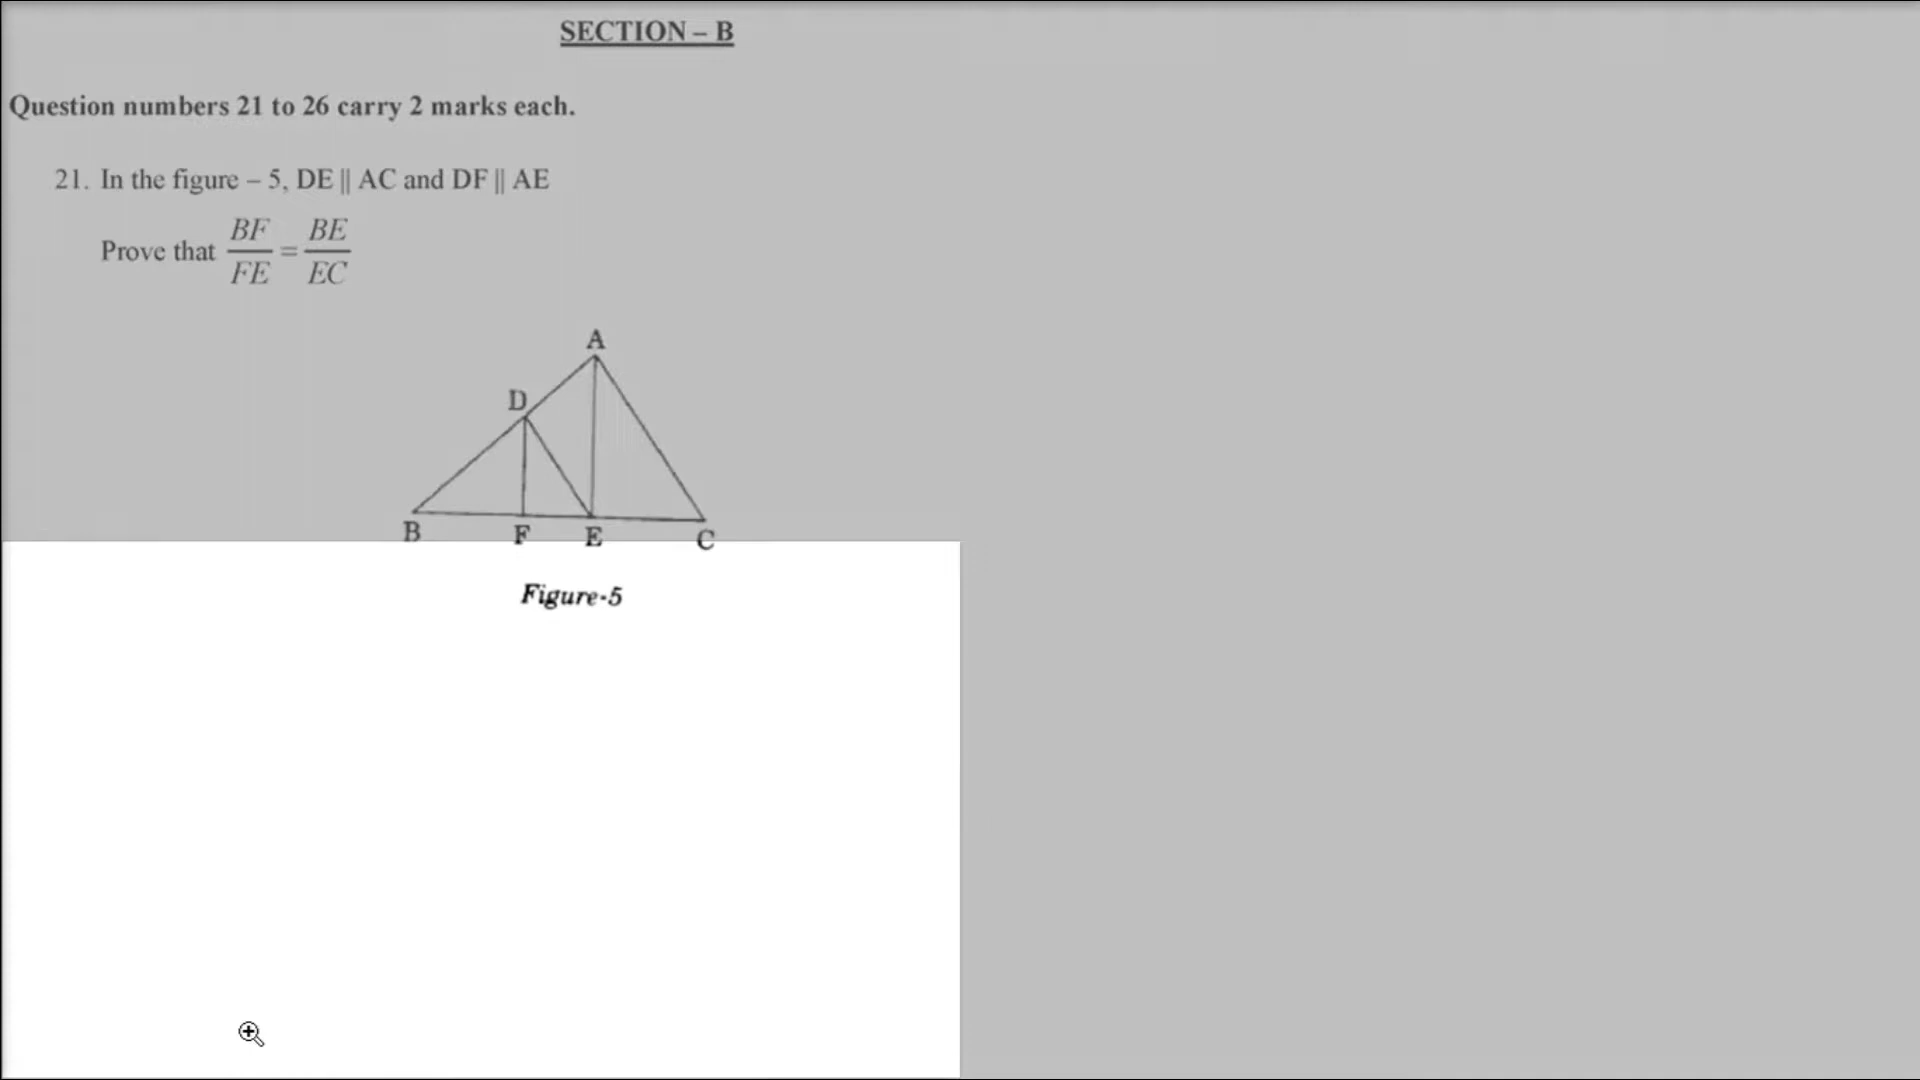 SECTION – B
Question numbers 21 to 26 carry 2 marks each.
21. In the figure – 5, DE || AC and DF || AE
Prove that BF/FE = BE/EC
A
D
B F E C
Figure-5